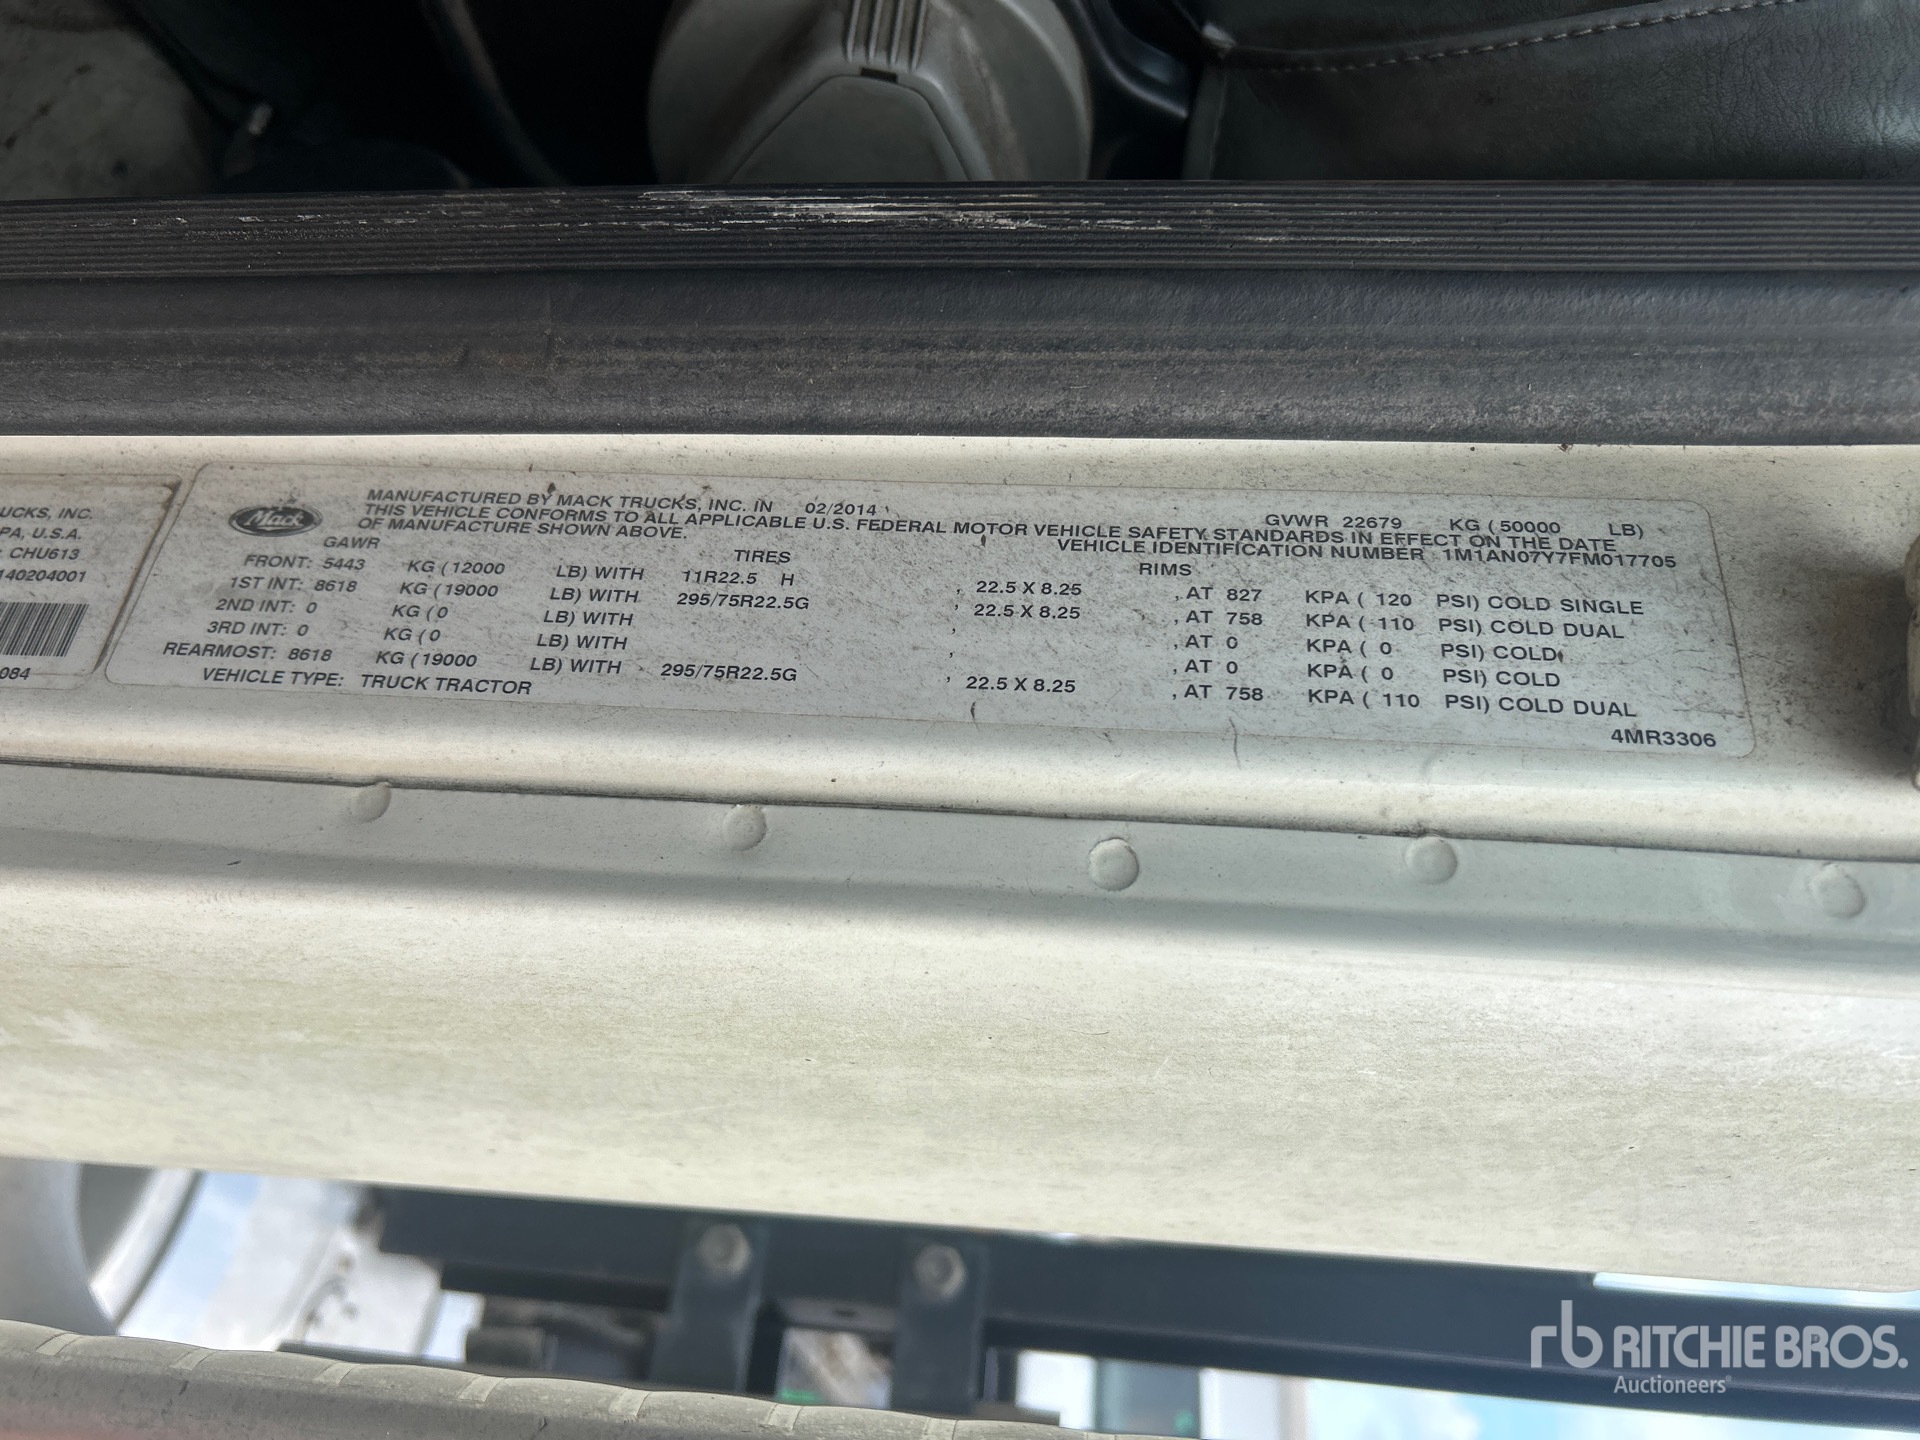 UCKS, INC.
PA, U.S.A.
CHU613
140204001
084
Mack
MANUFACTURED BY MACK TRUCKS, INC. IN 02/2014 GVWR 22679 KG (50000 LB)
THIS VEHICLE CONFORMS TO ALL APPLICABLE U.S. FEDERAL MOTOR VEHICLE SAFETY STANDARDS IN EFFECT ON THE DATE
OF MANUFACTURE SHOWN ABOVE. VEHICLE IDENTIFICATION NUMBER 1M1AN07Y7FM017705
GAWR TIRES RIMS
FRONT: 5443 KG (12000 LB) WITH 11R22.5 H , 22.5 X 8.25 , AT 827 KPA ( 120 PSI) COLD SINGLE
1ST INT: 8618 KG (19000 LB) WITH 295/75R22.5G , 22.5 X 8.25 , AT 758 KPA ( 110 PSI) COLD DUAL
2ND INT: 0 KG (0 LB) WITH , , AT 0 KPA ( 0 PSI) COLD
3RD INT: 0 KG (0 LB) WITH , , AT 0 KPA ( 0 PSI) COLD
REARMOST: 8618 KG (19000 LB) WITH 295/75R22.5G , 22.5 X 8.25 , AT 758 KPA ( 110 PSI) COLD DUAL
VEHICLE TYPE: TRUCK TRACTOR
4MR3306
rb RITCHIE BROS.
Auctioneers